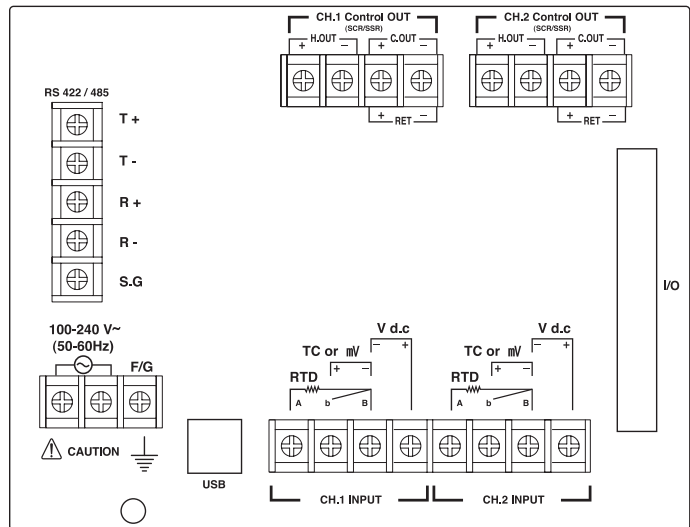 CH.1 Control OUT
(SCR/SSR)
H.OUT
C.OUT
+ − + −
+ RET −
CH.2 Control OUT
(SCR/SSR)
H.OUT
C.OUT
+ − + −
+ RET −
RS 422 / 485
T +
T -
R +
R -
S.G
I/O
100-240 V~
(50-60Hz)
F/G
CAUTION
USB
V d.c
− +
TC or mV
+ −
RTD
A b B
V d.c
− +
TC or mV
+ −
RTD
A b B
CH.1 INPUT
CH.2 INPUT